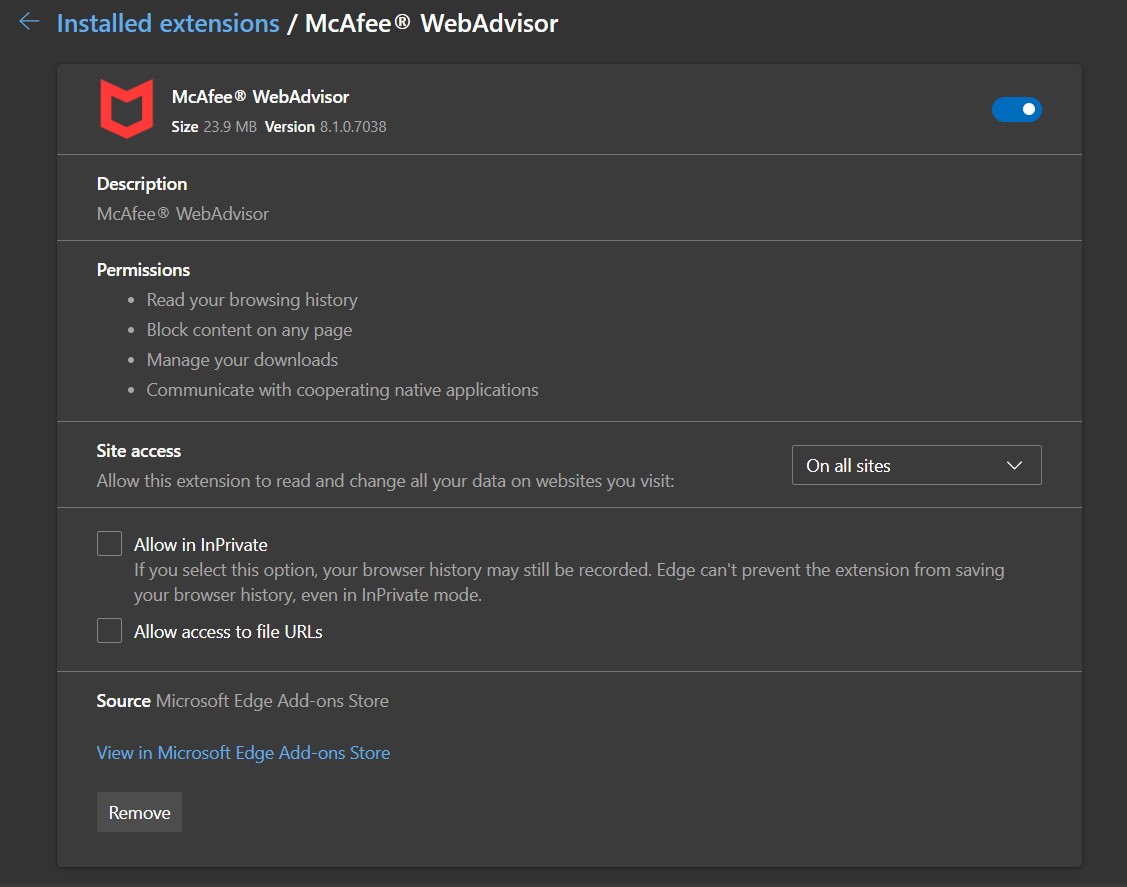 Installed extensions / McAfee® WebAdvisor
McAfee® WebAdvisor
Size 23.9 MB Version 8.1.0.7038
Description
McAfee® WebAdvisor
Permissions
• Read your browsing history
• Block content on any page
• Manage your downloads
• Communicate with cooperating native applications
Site access
Allow this extension to read and change all your data on websites you visit:
On all sites
Allow in InPrivate
If you select this option, your browser history may still be recorded. Edge can't prevent the extension from saving
your browser history, even in InPrivate mode.
Allow access to file URLs
Source Microsoft Edge Add-ons Store
View in Microsoft Edge Add-ons Store
Remove